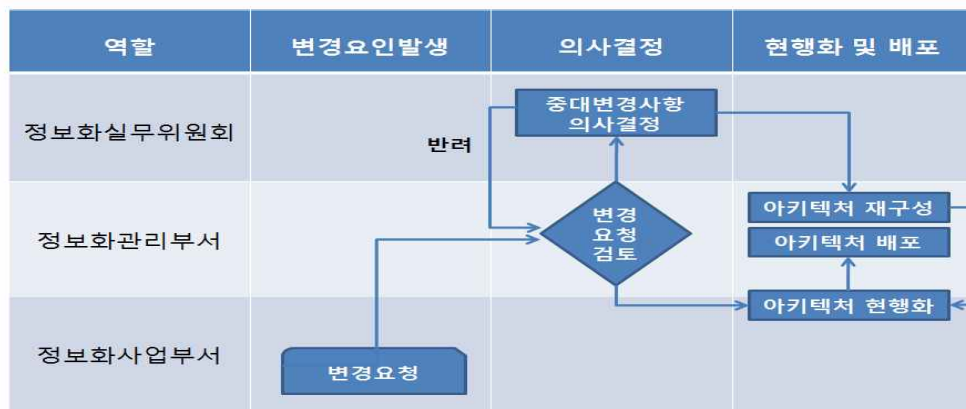 역할
변경요인발생
의사결정
현행화 및 배포
정보화실무위원회
반려
중대변경사항
의사결정
정보화관리부서
변경
요청
검토
아키텍처 재구성
아키텍처 배포
아키텍처 현행화
정보화사업부서
변경요청